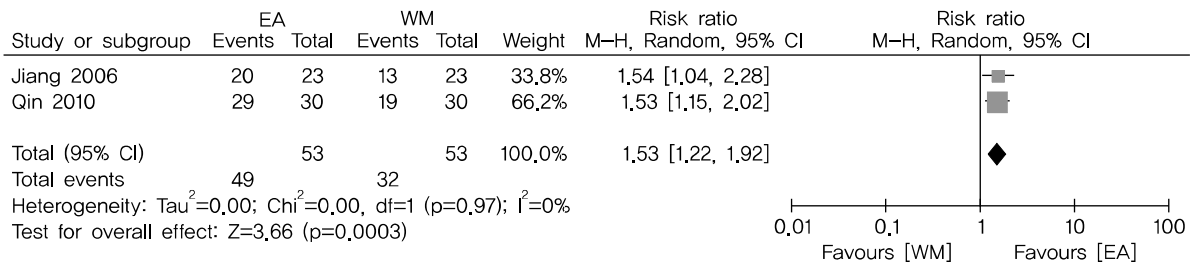 EA WM Risk ratio Risk ratio
Study or subgroup Events Total Events Total Weight M-H, Random, 95% CI M-H, Random, 95% CI
Jiang 2006 20 23 13 23 33.8% 1.54 [1.04, 2.28]
Qin 2010 29 30 19 30 66.2% 1.53 [1.15, 2.02]
Total (95% CI) 53 53 100.0% 1.53 [1.22, 1.92]
Total events 49 32
Heterogeneity: Tau²=0.00; Chi²=0.00, df=1 (p=0.97); I²=0%
Test for overall effect: Z=3.66 (p=0.0003)
0.01 0.1 1 10 100
Favours [WM] Favours [EA]